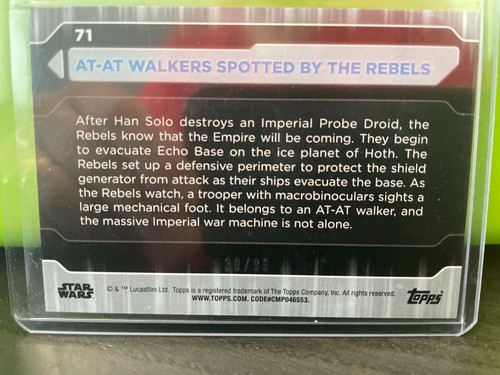 71
AT-AT WALKERS SPOTTED BY THE REBELS
After Han Solo destroys an Imperial Probe Droid, the
Rebels know that the Empire will be coming. They begin
to evacuate Echo Base on the ice planet of Hoth. The
Rebels set up a defensive perimeter to protect the shield
generator from attack as their ships evacuate the base. As
the Rebels watch, a trooper with macrobinoculars sights a
large mechanical foot. It belongs to an AT-AT walker, and
the massive Imperial war machine is not alone.
STAR
WARS
© & ™ Lucasfilm Ltd. Topps is a registered trademark of The Topps Company, Inc. All rights reserved.
WWW.TOPPS.COM. CODE#CMP046553.
Topps